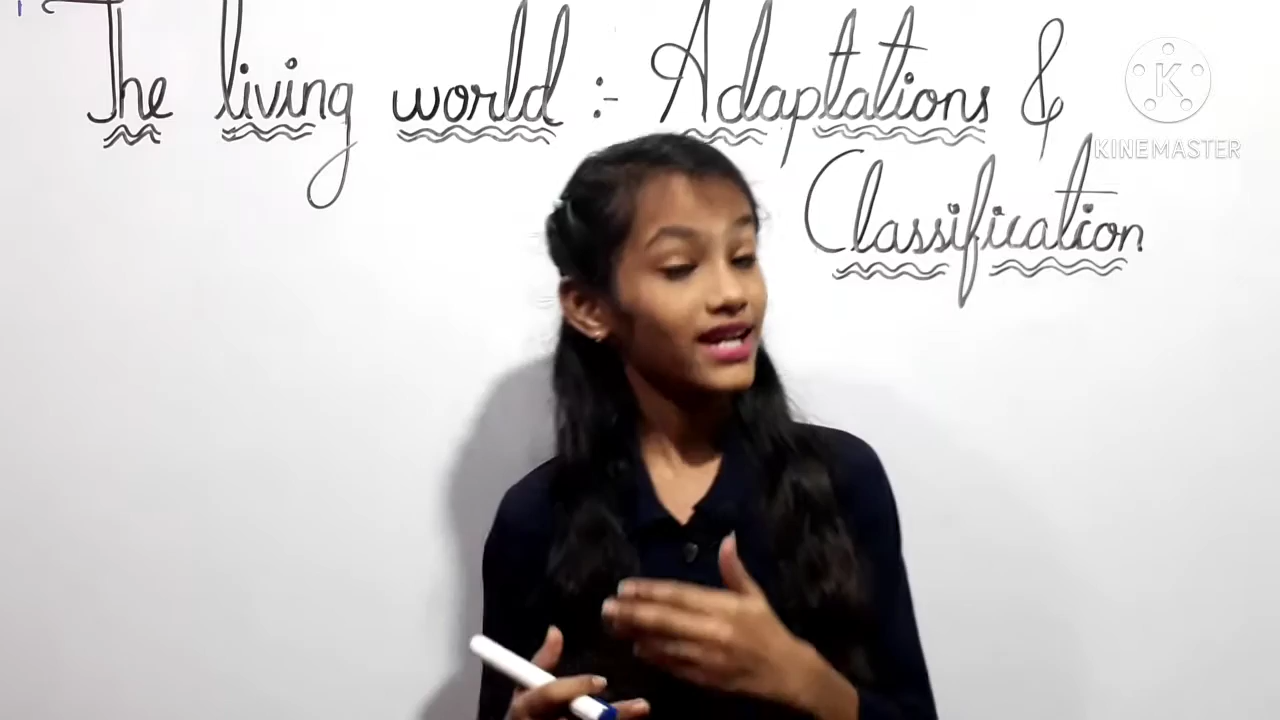 The living world :- Adaptations &
Classification
K
KINEMASTER